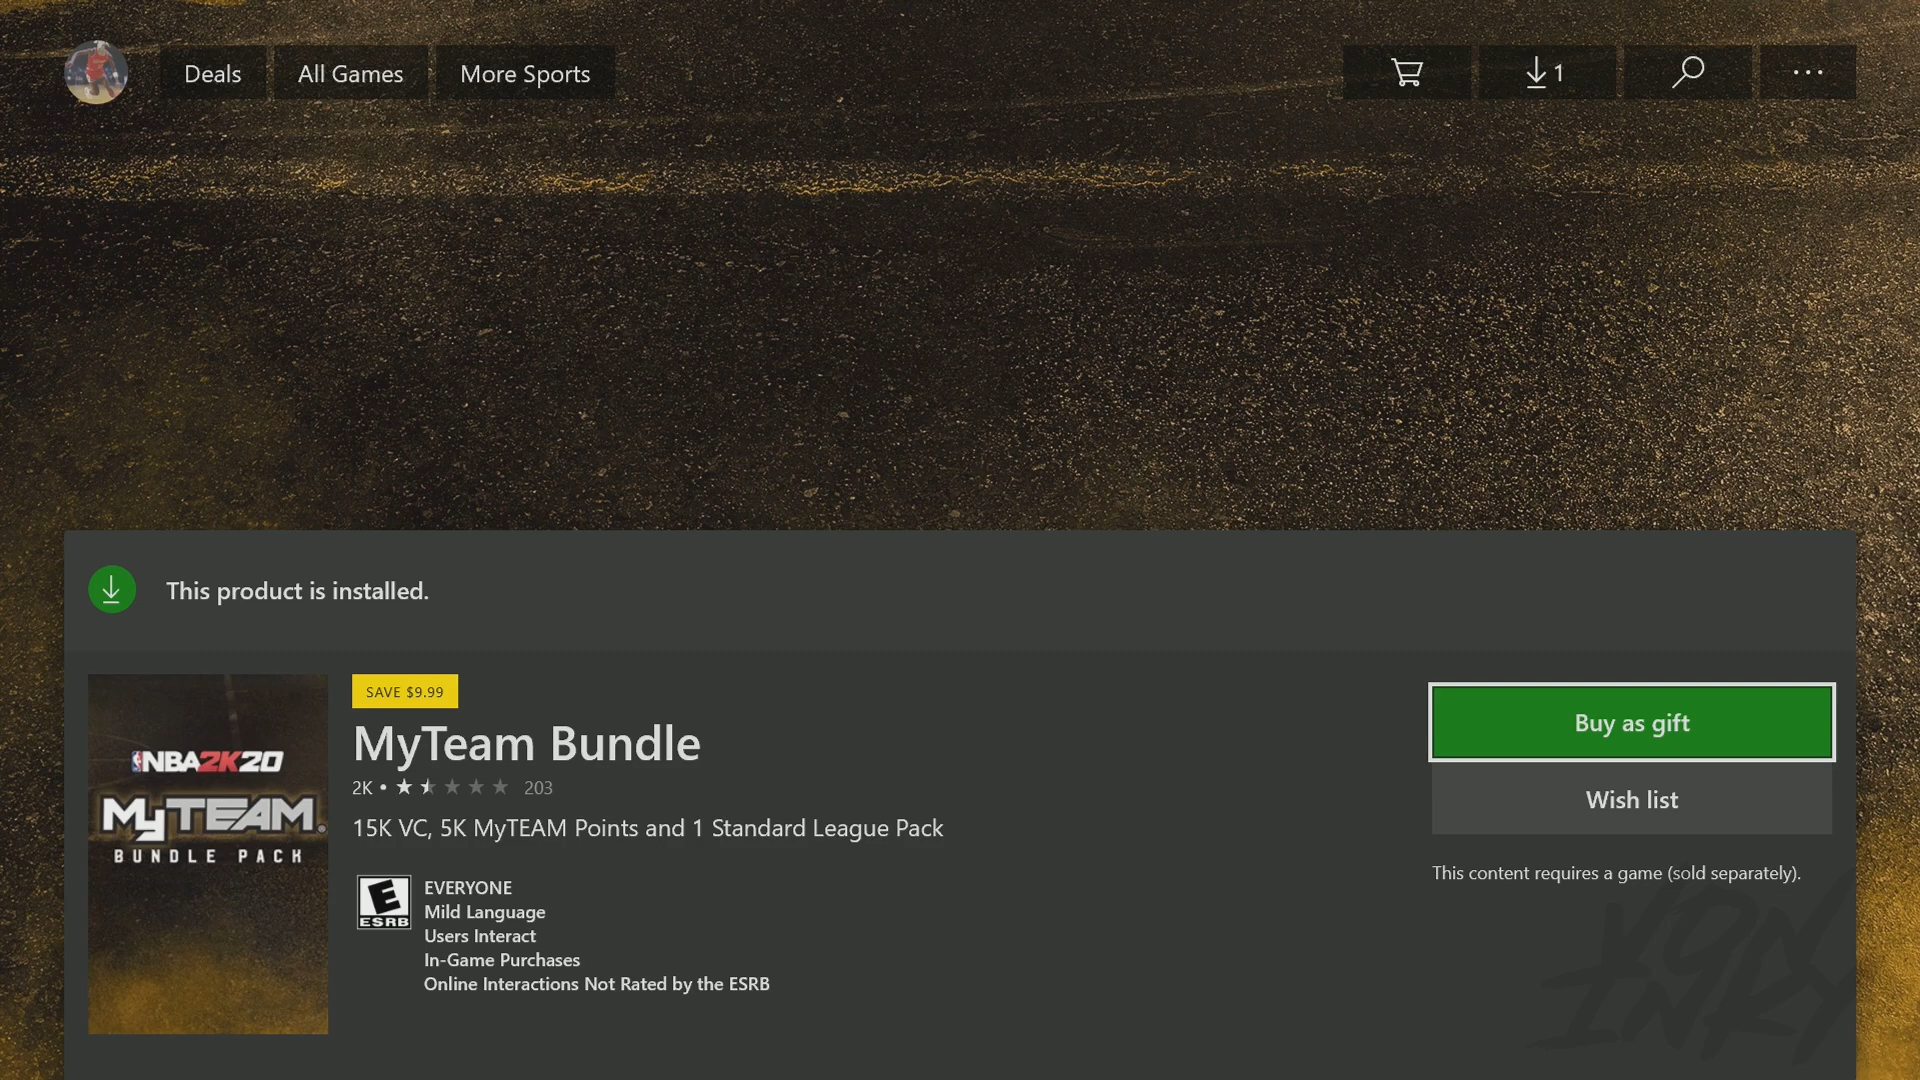 Deals
All Games
More Sports
1
This product is installed.
SAVE $9.99
MyTeam Bundle
2K • 203
15K VC, 5K MyTEAM Points and 1 Standard League Pack
E
ESRB
EVERYONE
Mild Language
Users Interact
In-Game Purchases
Online Interactions Not Rated by the ESRB
NBA2K20
MyTEAM.
BUNDLE PACK
Buy as gift
Wish list
This content requires a game (sold separately).